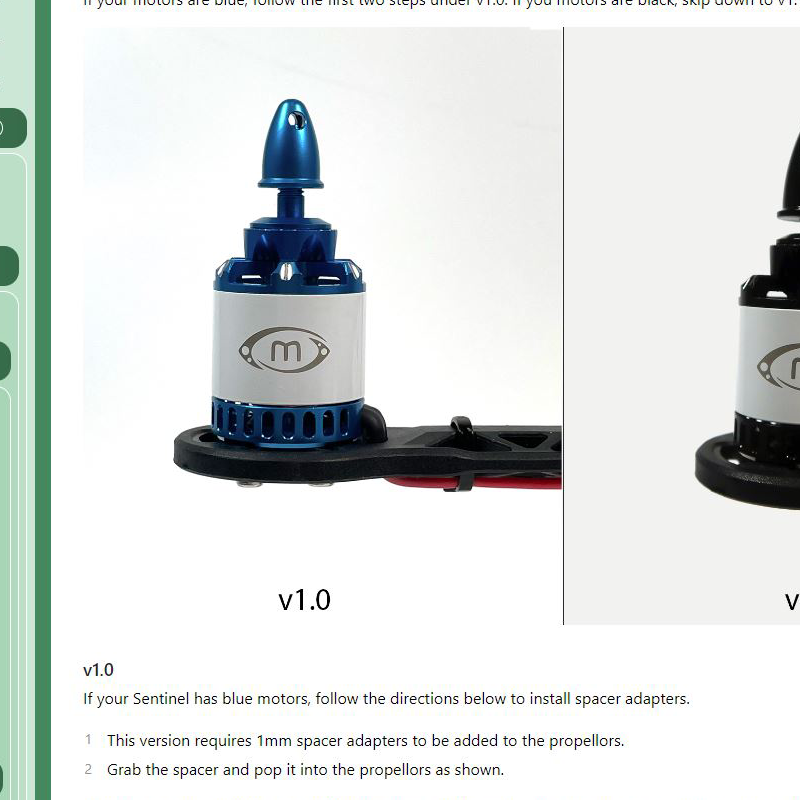 If your motors are blue, follow the first two steps under v1.0. If you motors are black, skip down to v1.
m
v1.0
v
v1.0
If your Sentinel has blue motors, follow the directions below to install spacer adapters.
1 This version requires 1mm spacer adapters to be added to the propellors.
2 Grab the spacer and pop it into the propellors as shown.